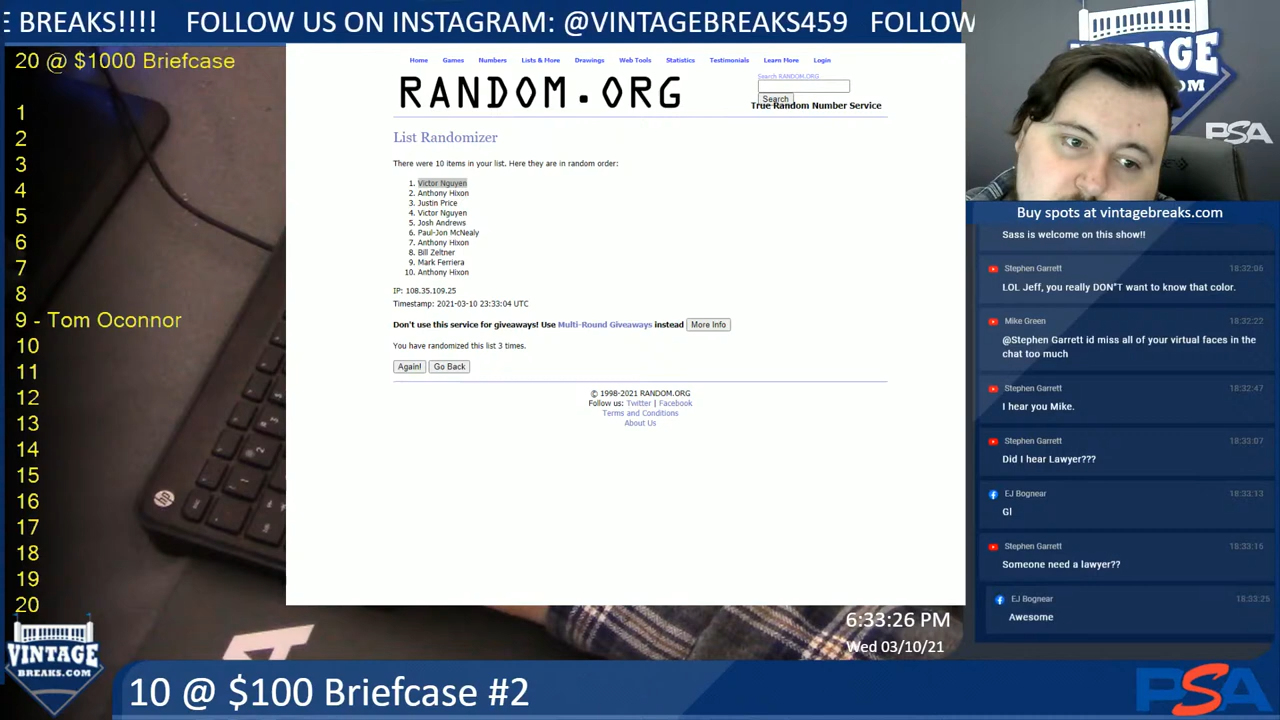 E BREAKS!!!!    FOLLOW US ON INSTAGRAM: @VINTAGEBREAKS459    FOLLOW
20 @ $1000 Briefcase
1
2
3
4
5
6
7
8
9 - Tom Oconnor
10
11
12
13
14
15
16
17
18
19
20
VINTAGE
BREAKS.COM
Home Games Numbers Lists & More Drawings Web Tools Statistics Testimonials Learn More Login
RANDOM.ORG
Search RANDOM.ORG
Search
True Random Number Service
List Randomizer
There were 10 items in your list. Here they are in random order:
1. Victor Nguyen
2. Anthony Hixon
3. Justin Price
4. Victor Nguyen
5. Josh Andrews
6. Paul-Jon McNealy
7. Anthony Hixon
8. Bill Zeltner
9. Mark Ferriera
10. Anthony Hixon
IP: 108.35.109.25
Timestamp: 2021-03-10 23:33:04 UTC
Don't use this service for giveaways! Use Multi-Round Giveaways instead More Info
You have randomized this list 3 times.
Again! Go Back
© 1998-2021 RANDOM.ORG
Follow us: Twitter | Facebook
Terms and Conditions
About Us
PSA
Buy spots at vintagebreaks.com
Sass is welcome on this show!!
Stephen Garrett 18:32:06
LOL Jeff, you really DON"T want to know that color.
Mike Green 18:32:22
@Stephen Garrett id miss all of your virtual faces in the
chat too much
Stephen Garrett 18:32:47
I hear you Mike.
Stephen Garrett 18:33:07
Did I hear Lawyer???
EJ Bognear 18:33:13
Gl
Stephen Garrett 18:33:16
Someone need a lawyer??
EJ Bognear 18:33:25
Awesome
6:33:26 PM
Wed 03/10/21
10 @ $100 Briefcase #2
PSA